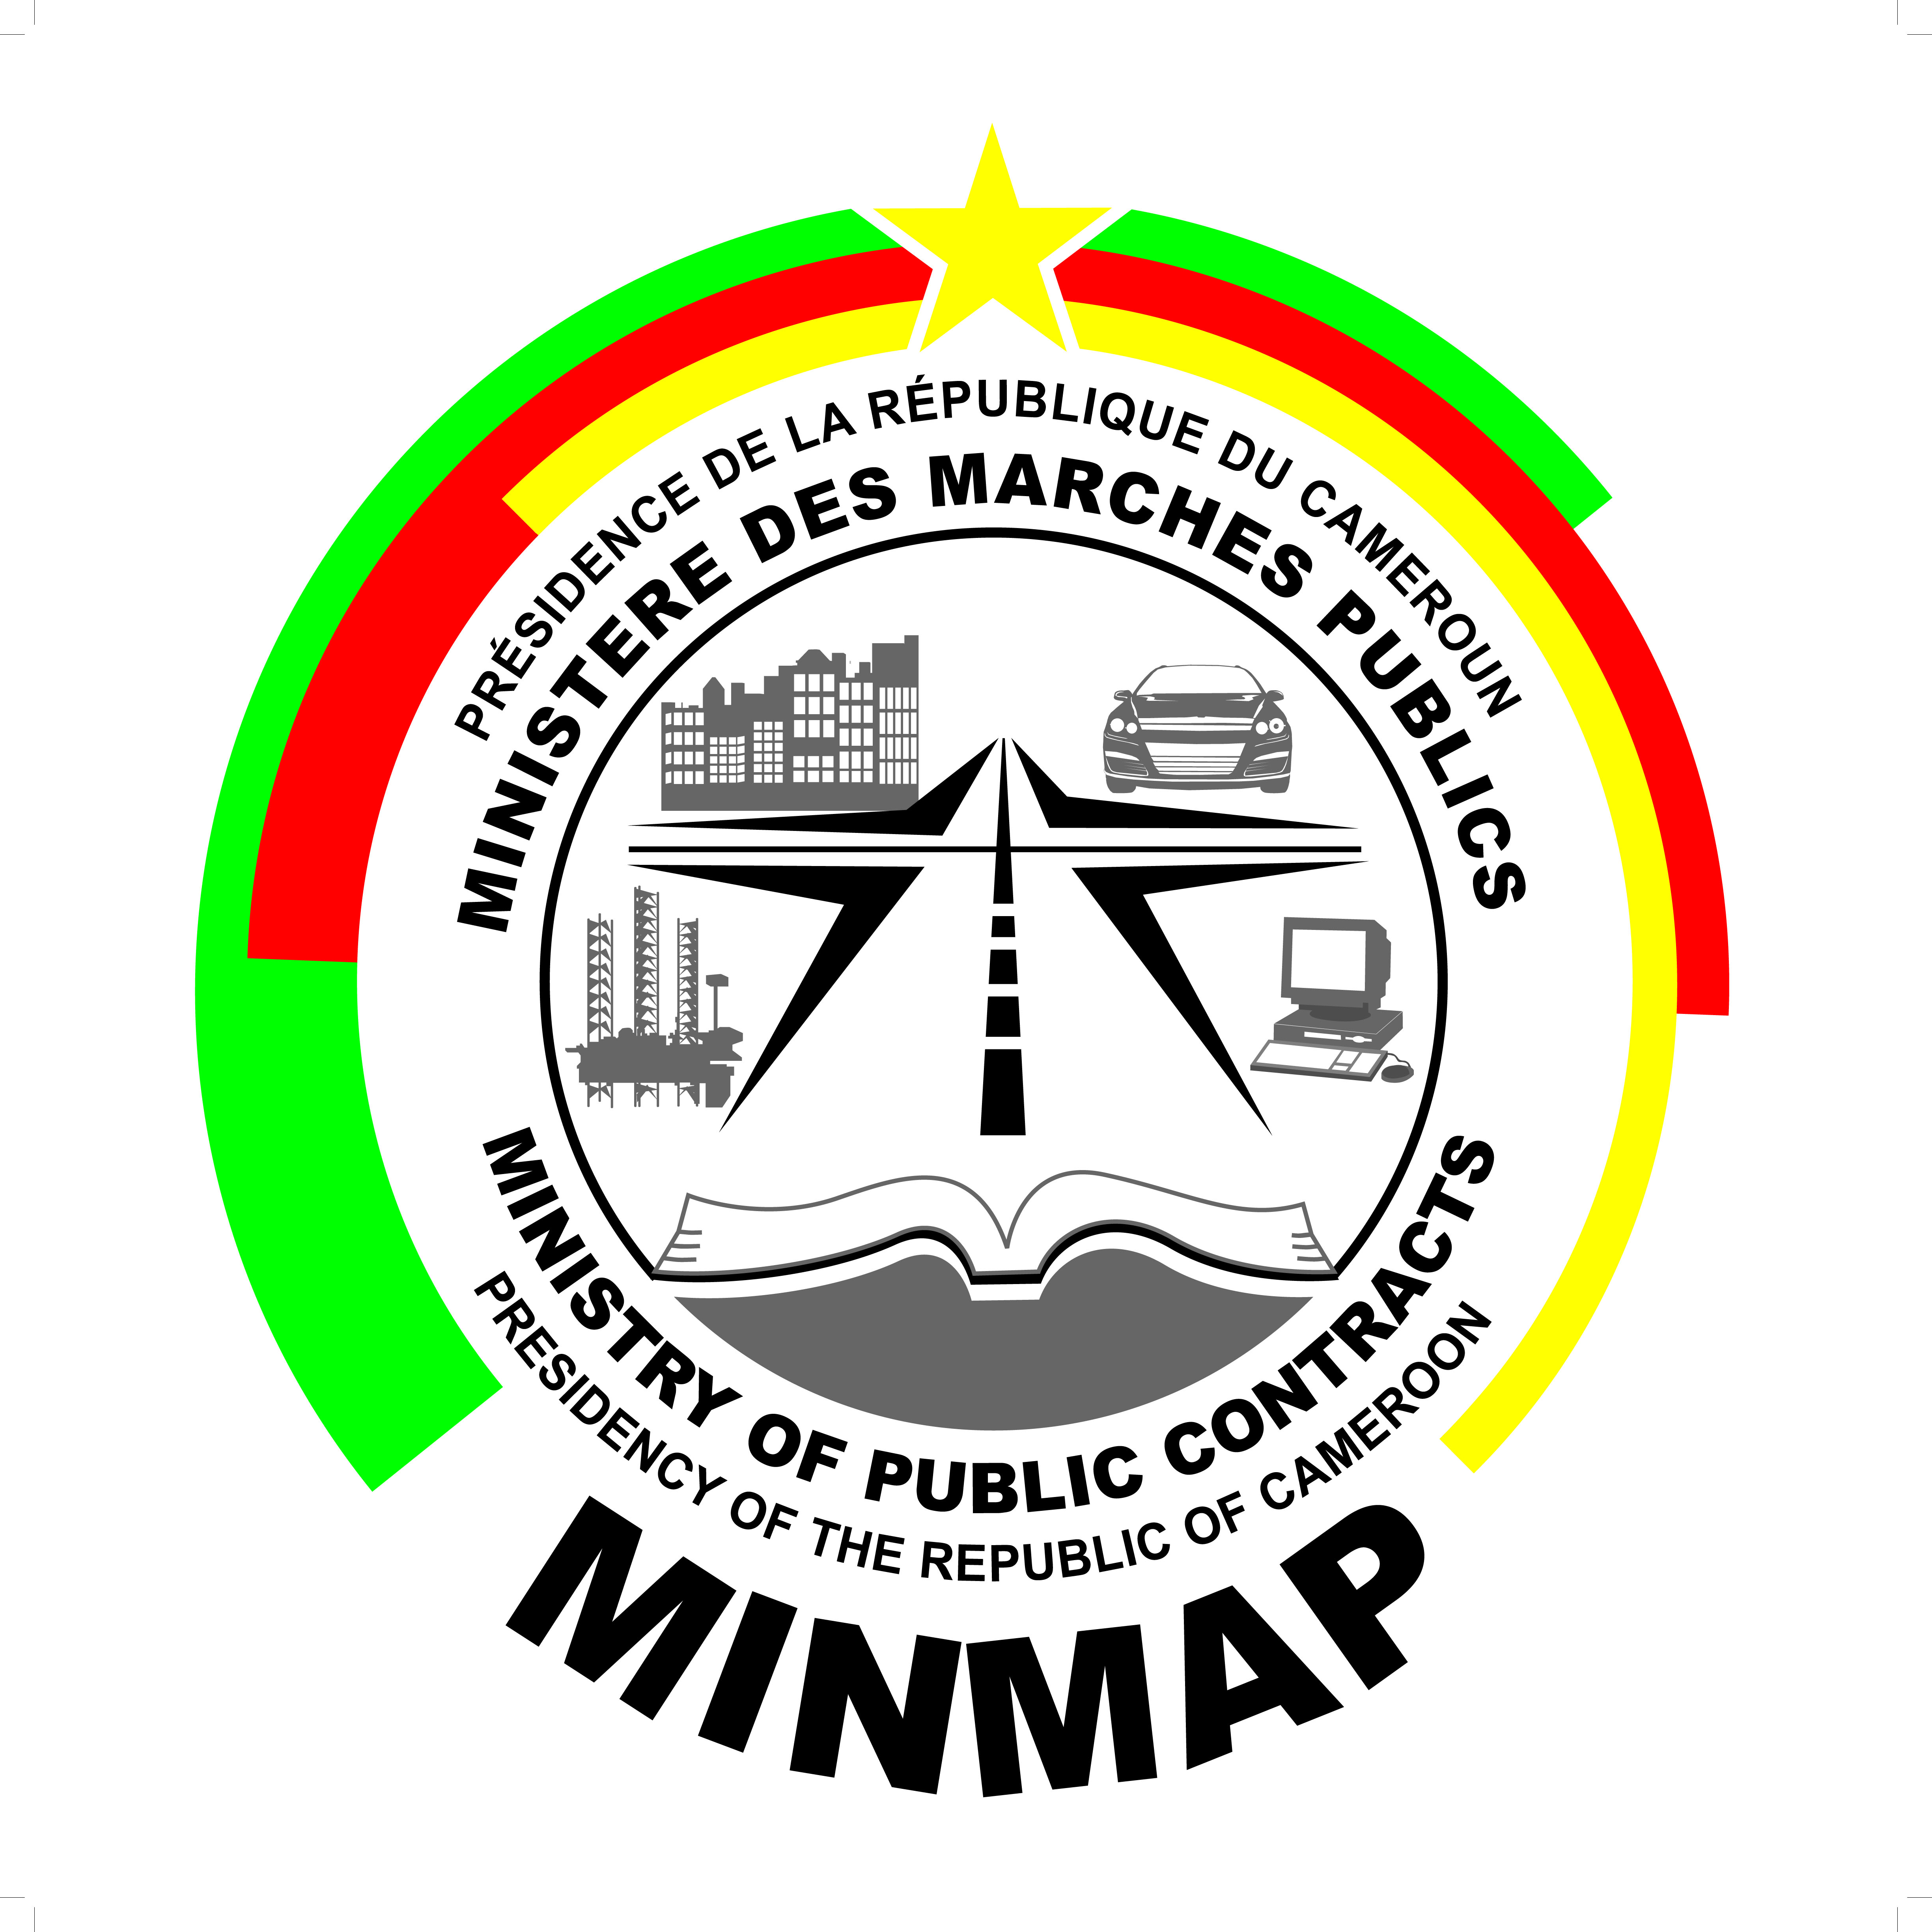 PRÉSIDENCE DE LA RÉPUBLIQUE DU CAMEROUN
MINISTERE DES MARCHES PUBLICS
MINISTRY OF PUBLIC CONTRACTS
PRESIDENCY OF THE REPUBLIC OF CAMEROON
MINMAP